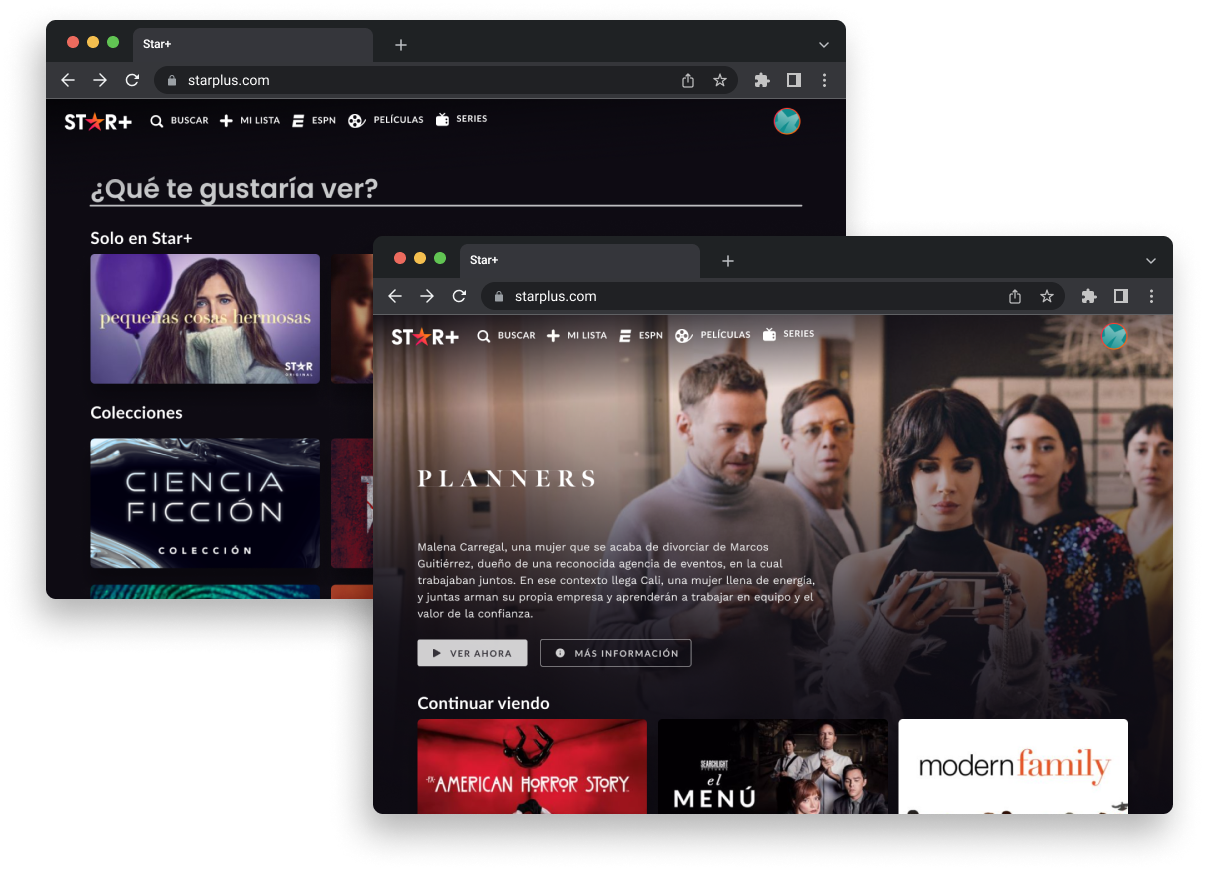 Star+
starplus.com
STAR+
BUSCAR
MI LISTA
ESPN
PELÍCULAS
SERIES
¿Qué te gustaría ver?
Solo en Star+
pequeñas cosas hermosas
STAR
ORIGINAL
Colecciones
CIENCIA
FICCIÓN
COLECCIÓN
Star+
starplus.com
STAR+
BUSCAR
MI LISTA
ESPN
PELÍCULAS
SERIES
PLANNERS
Malena Carregal, una mujer que se acaba de divorciar de Marcos
Guitiérrez, dueño de una reconocida agencia de eventos, en la cual
trabajaban juntos. En ese contexto llega Cali, una mujer llena de energía,
y juntas arman su propia empresa y aprenderán a trabajar en equipo y el
valor de la confianza.
VER AHORA
MÁS INFORMACIÓN
Continuar viendo
AMERICAN HORROR STORY
SEARCHLIGHT
el
MENÚ
modern family